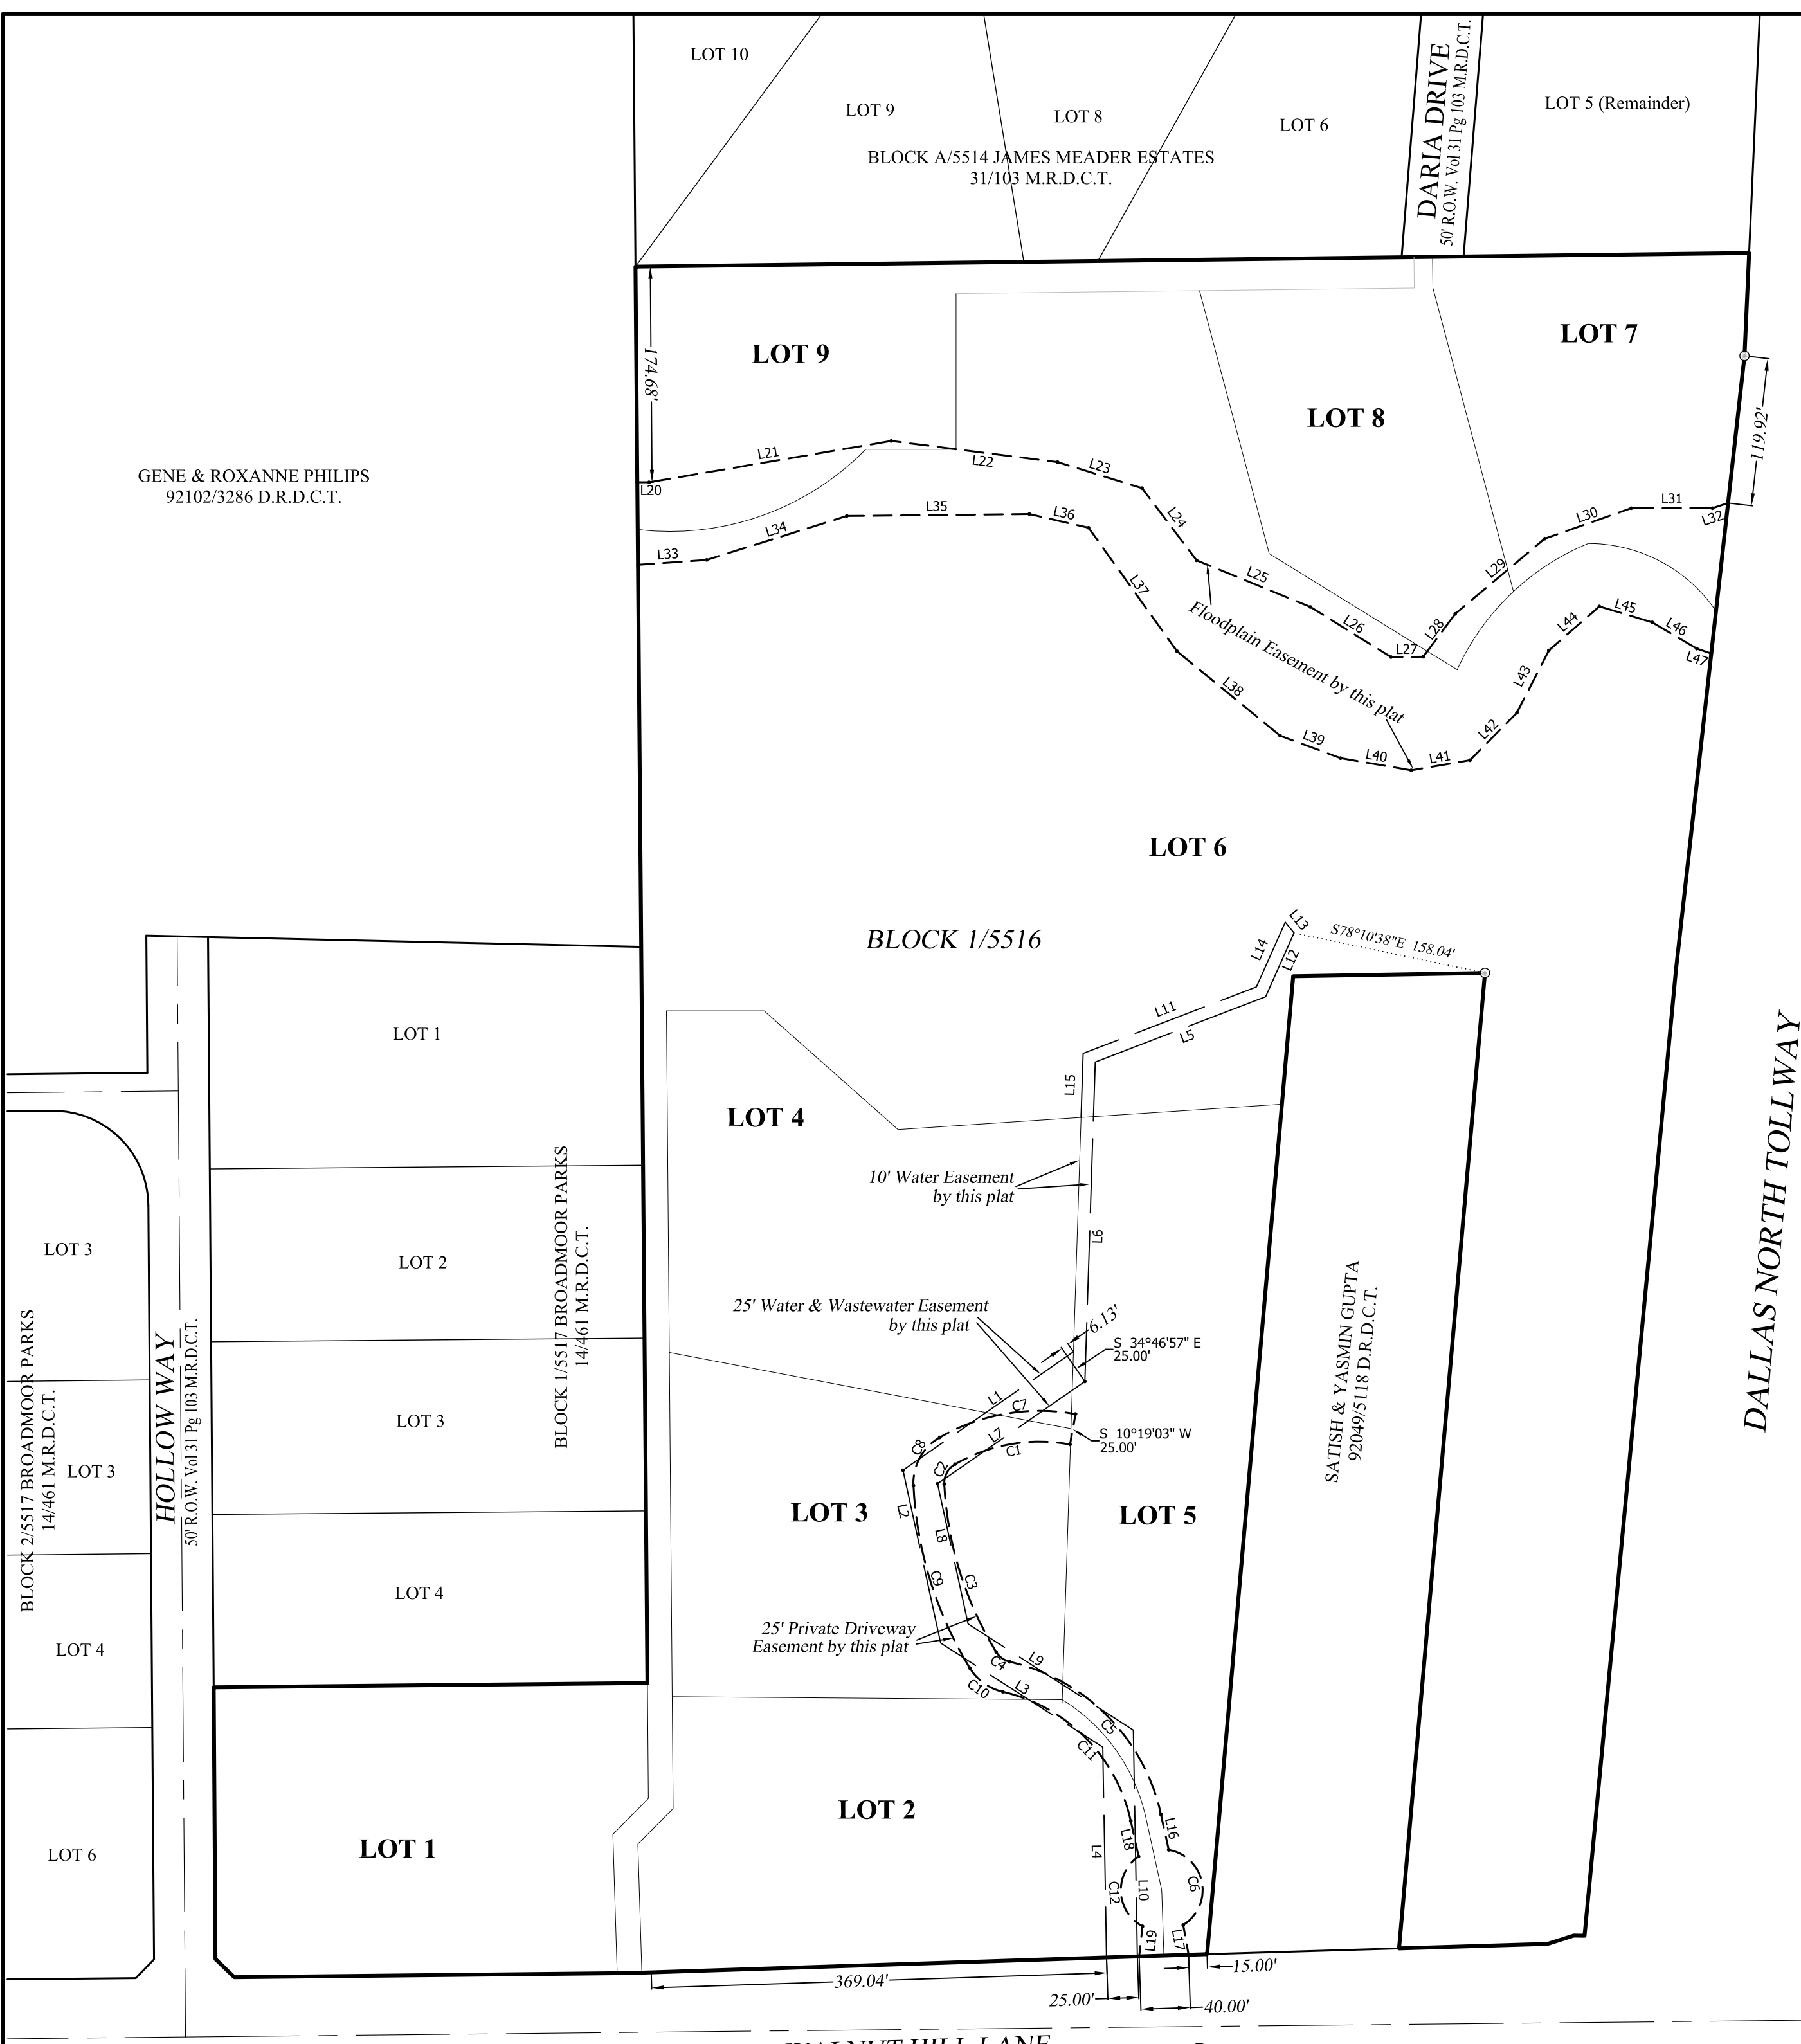 LOT 10
LOT 9
LOT 8
LOT 6
LOT 5 (Remainder)
BLOCK A/5514 JAMES MEADER ESTATES
31/103 M.R.D.C.T.
DARIA DRIVE
50' R.O.W. Vol 31 Pg 103 M.R.D.C.T.
174.68'
LOT 9
LOT 8
LOT 7
119.92'
GENE & ROXANNE PHILIPS
92102/3286 D.R.D.C.T.
L20
L21
L22
L23
L24
L25
L26
L27
L28
L29
L30
L31
L32
L33
L34
L35
L36
L37
L38
L39
L40
L41
L42
L43
L44
L45
L46
L47
Floodplain Easement by this plat
LOT 6
BLOCK 1/5516
S78°10'38"E 158.04'
L13
L14
L12
L11
L5
L15
LOT 4
10' Water Easement
by this plat
L6
25' Water & Wastewater Easement
by this plat
6.13'
S 34°46'57" E
25.00'
L1
C7
L7
C1
S 10°19'03" W
25.00'
C8
C2
L2
L8
LOT 3
LOT 5
C9
C3
25' Private Driveway
Easement by this plat
C4
L9
C10
L3
C5
C11
LOT 2
L16
L18
L4
C12
L10
C6
L19
L17
LOT 1
369.04'
25.00'
40.00'
15.00'
SATISH & YASMIN GUPTA
92049/5118 D.R.D.C.T.
DALLAS NORTH TOLLWAY
LOT 1
LOT 2
LOT 3
LOT 4
BLOCK 1/5517 BROADMOOR PARKS
14/461 M.R.D.C.T.
HOLLOW WAY
50' R.O.W. Vol 31 Pg 103 M.R.D.C.T.
LOT 3
LOT 3
LOT 4
LOT 6
BLOCK 2/5517 BROADMOOR PARKS
14/461 M.R.D.C.T.
WALNUT HILL LANE